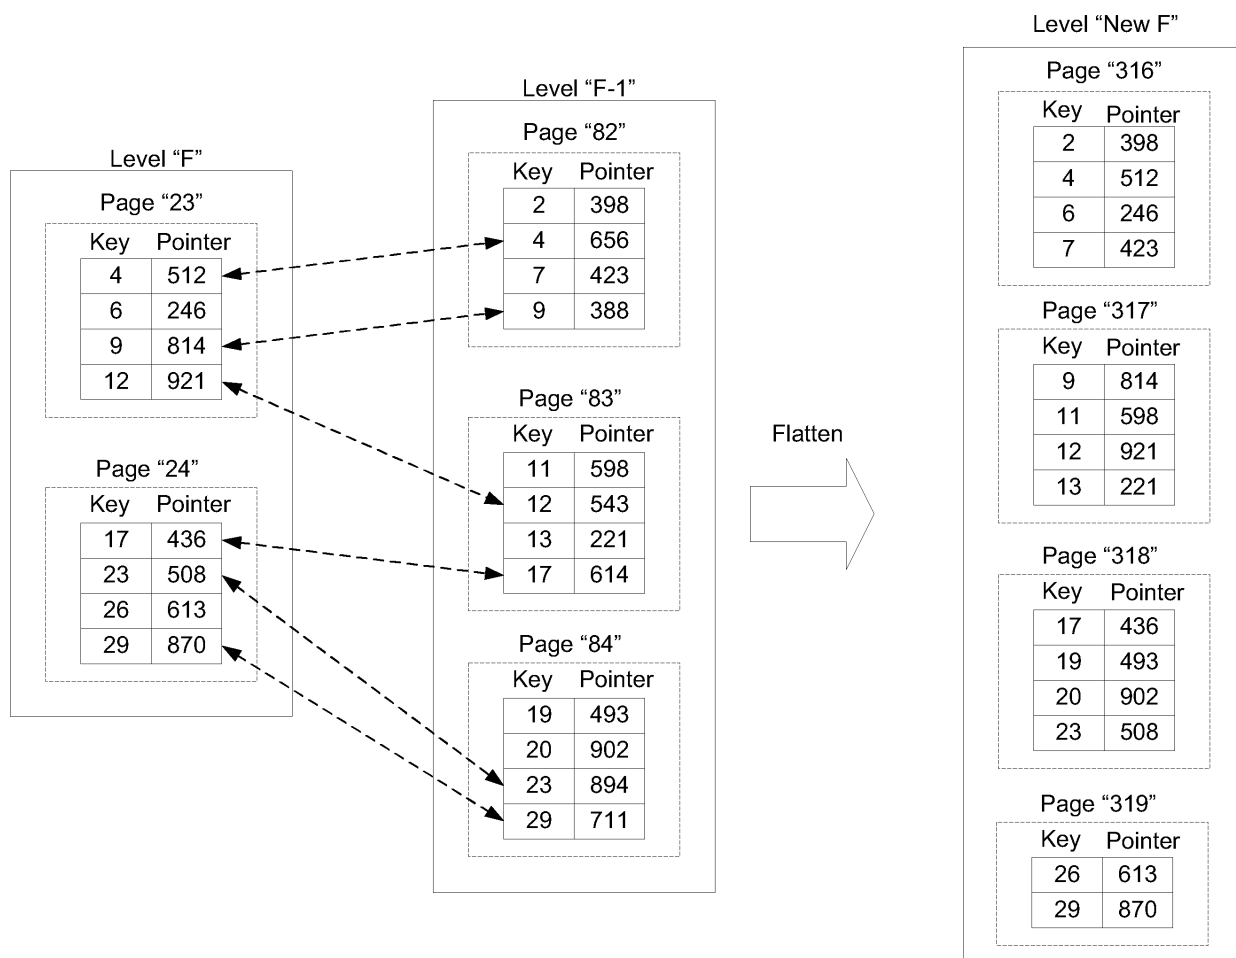 Level “F”
Page “23”
Key Pointer
4 512
6 246
9 814
12 921
Page “24”
Key Pointer
17 436
23 508
26 613
29 870
Level “F-1”
Page “82”
Key Pointer
2 398
4 656
7 423
9 388
Page “83”
Key Pointer
11 598
12 543
13 221
17 614
Page “84”
Key Pointer
19 493
20 902
23 894
29 711
Flatten
Level “New F”
Page “316”
Key Pointer
2 398
4 512
6 246
7 423
Page “317”
Key Pointer
9 814
11 598
12 921
13 221
Page “318”
Key Pointer
17 436
19 493
20 902
23 508
Page “319”
Key Pointer
26 613
29 870